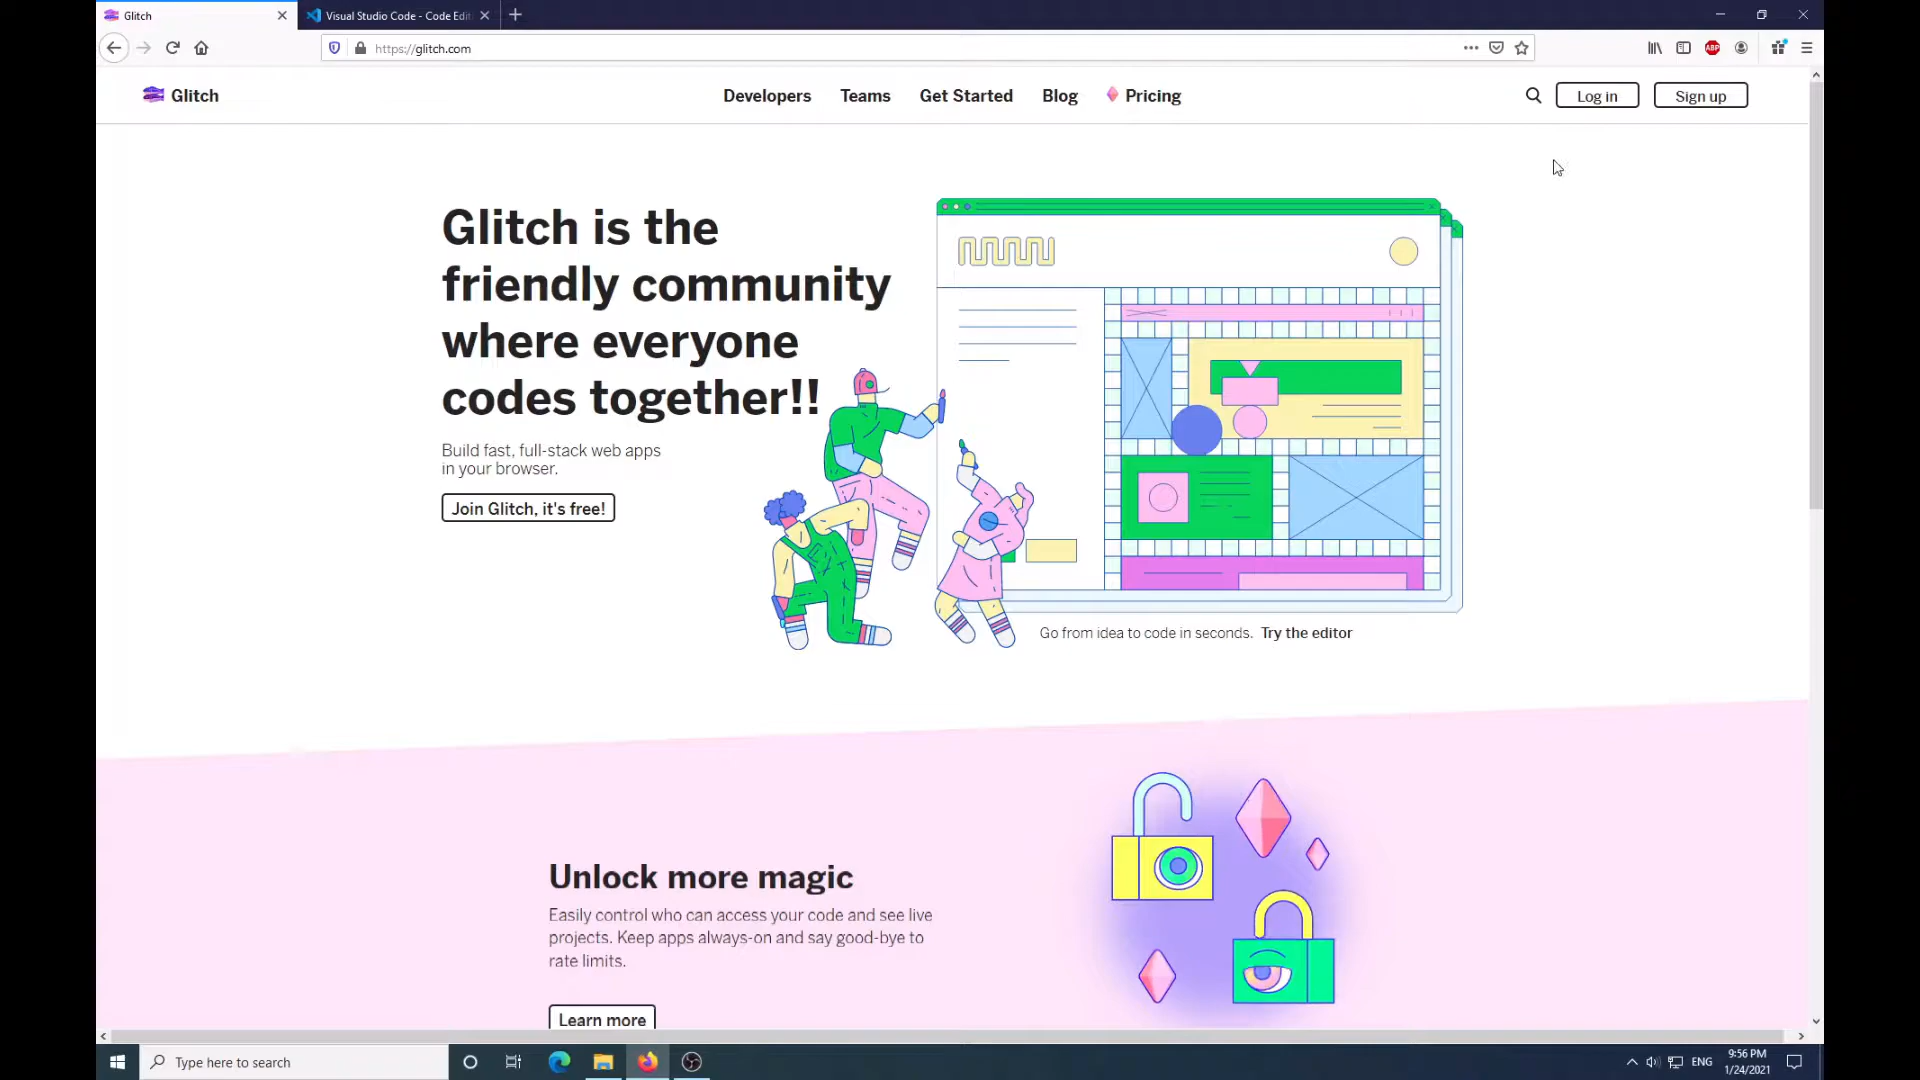 Glitch
Visual Studio Code - Code Edit
https://glitch.com
ABP
Glitch
Developers
Teams
Get Started
Blog
Pricing
Log in
Sign up
Glitch is the
friendly community
where everyone
codes together!!
Build fast, full-stack web apps
in your browser.
Join Glitch, it's free!
Go from idea to code in seconds. Try the editor
Unlock more magic
Easily control who can access your code and see live
projects. Keep apps always-on and say good-bye to
rate limits.
Learn more
Type here to search
ENG
9:56 PM
1/24/2021